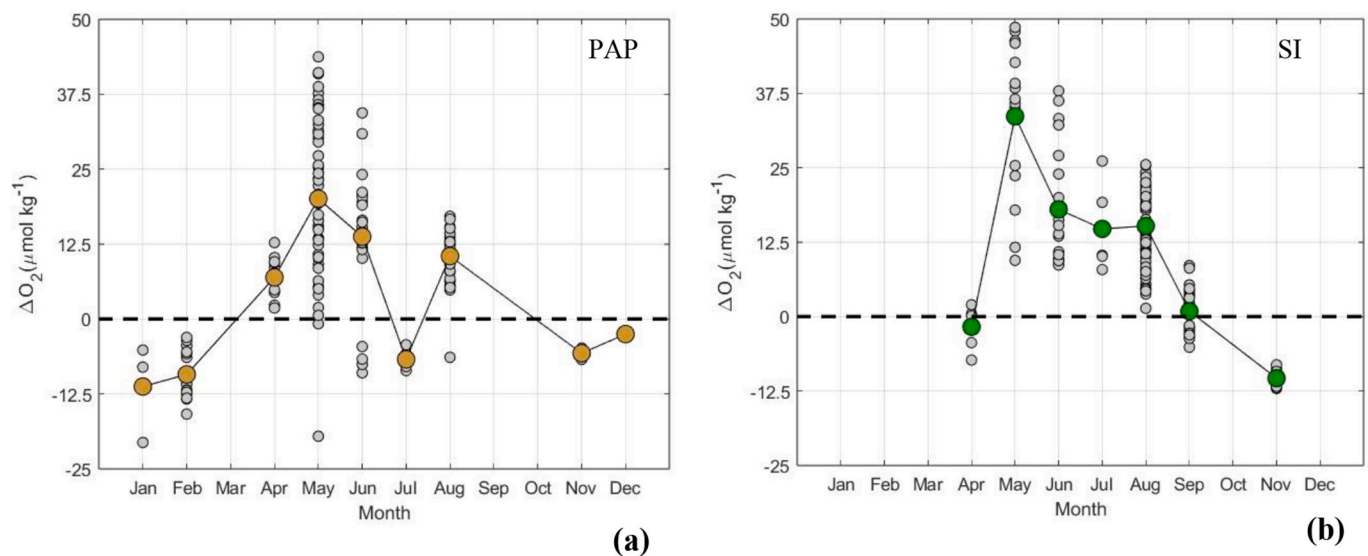 PAP
50
37.5
25
12.5
0
-12.5
-25
ΔO2(μmol kg-1)
Jan Feb Mar Apr May Jun Jul Aug Sep Oct Nov Dec
Month
(a)
SI
50
37.5
25
12.5
0
-12.5
-25
ΔO2(μmol kg-1)
Jan Feb Mar Apr May Jun Jul Aug Sep Oct Nov Dec
Month
(b)